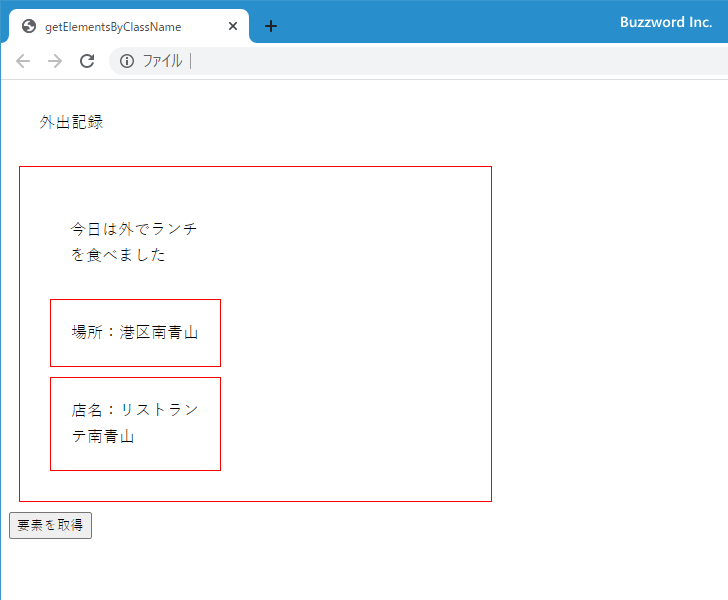 getElementsByClassName
Buzzword Inc.
ファイル
外出記録
今日は外でランチ
を食べました
場所：港区南青山
店名：リストラン
テ南青山
要素を取得